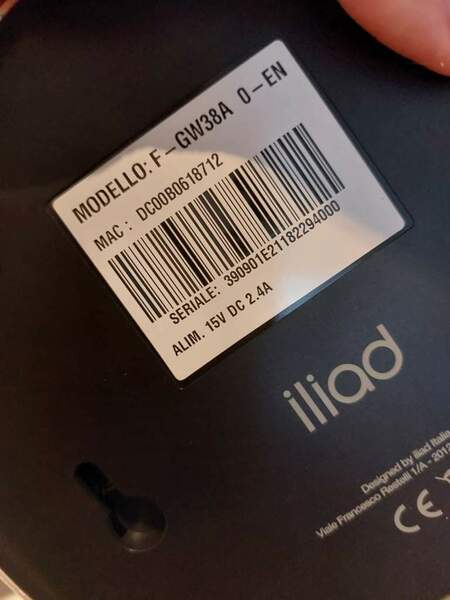 MODELLO: F-GW38A 0-EN
MAC: DC00B0618712
SERIALE: 390901E21182294000
ALIM. 15V DC 2.4A
iliad
Designed by iliad Italia
Viale Francesco Restelli 1/A - 2012
CE